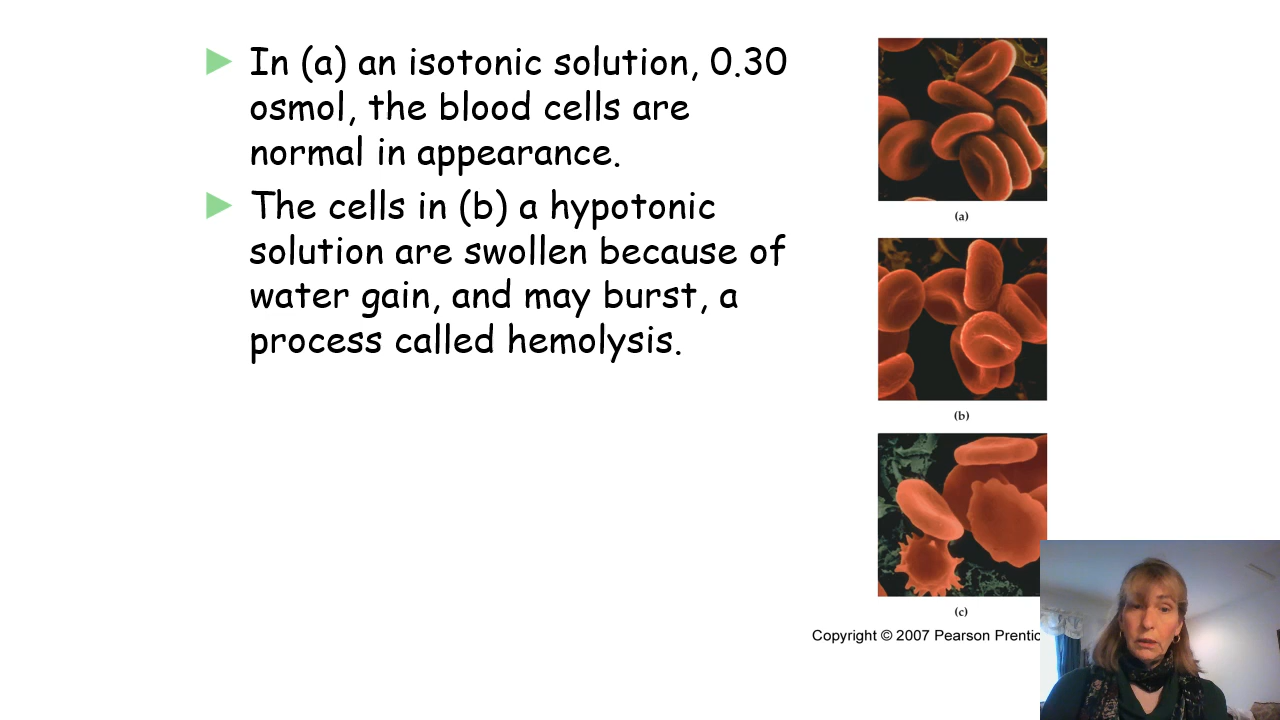 In (a) an isotonic solution, 0.30
osmol, the blood cells are
normal in appearance.
The cells in (b) a hypotonic
solution are swollen because of
water gain, and may burst, a
process called hemolysis.
(a)
(b)
(c)
Copyright © 2007 Pearson